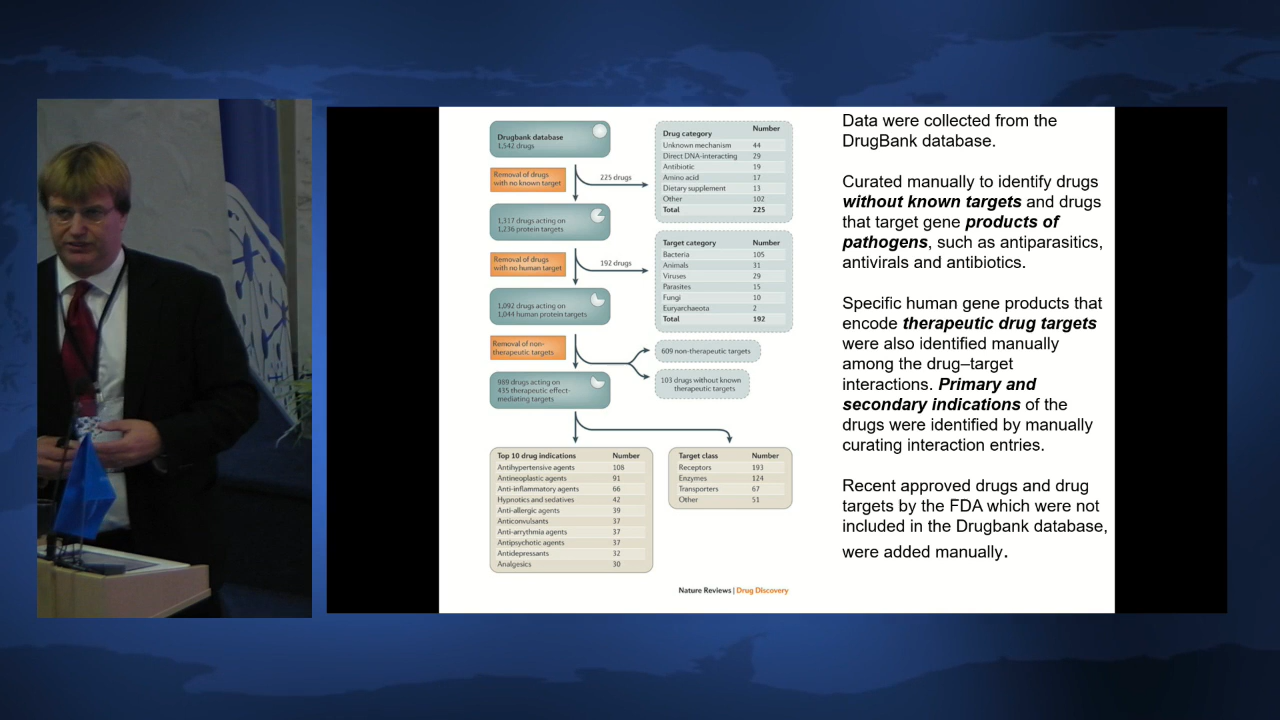 Drugbank database
1,542 drugs
Removal of drugs
with no known target
225 drugs
1,317 drugs acting on
1,236 protein targets
Removal of drugs
with no human target
192 drugs
1,092 drugs acting on
1,044 human protein targets
Removal of non-
therapeutic targets
609 non-therapeutic targets
103 drugs without known
therapeutic targets
989 drugs acting on
435 therapeutic effect-
mediating targets
Drug category Number
Unknown mechanism 44
Direct DNA-interacting 29
Antibiotic 19
Amino acid 17
Dietary supplement 13
Other 102
Total 225
Target category Number
Bacteria 105
Animals 31
Viruses 29
Parasites 15
Fungi 10
Euryarchaeota 2
Total 192
Top 10 drug indications Number
Antihypertensive agents 108
Antineoplastic agents 91
Anti-inflammatory agents 66
Hypnotics and sedatives 42
Anti-allergic agents 39
Anticonvulsants 37
Anti-arrythmia agents 37
Antipsychotic agents 37
Antidepressants 32
Analgesics 30
Target class Number
Receptors 193
Enzymes 124
Transporters 67
Other 51
Nature Reviews | Drug Discovery
Data were collected from the
DrugBank database.
Curated manually to identify drugs
without known targets and drugs
that target gene products of
pathogens, such as antiparasitics,
antivirals and antibiotics.
Specific human gene products that
encode therapeutic drug targets
were also identified manually
among the drug–target
interactions. Primary and
secondary indications of the
drugs were identified by manually
curating interaction entries.
Recent approved drugs and drug
targets by the FDA which were not
included in the Drugbank database,
were added manually.